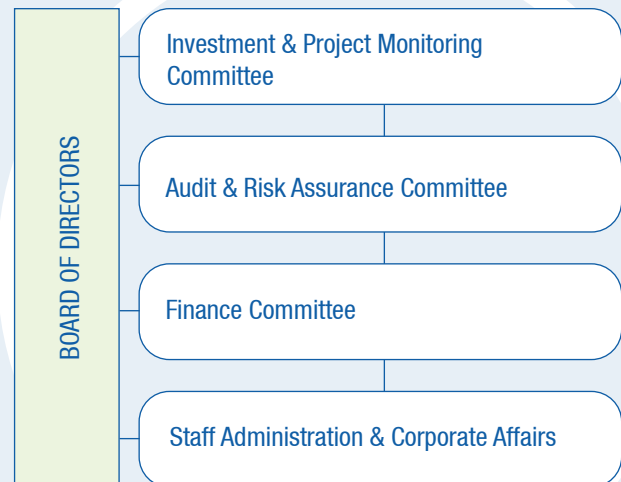 BOARD OF DIRECTORS
Investment & Project Monitoring
Committee
Audit & Risk Assurance Committee
Finance Committee
Staff Administration & Corporate Affairs